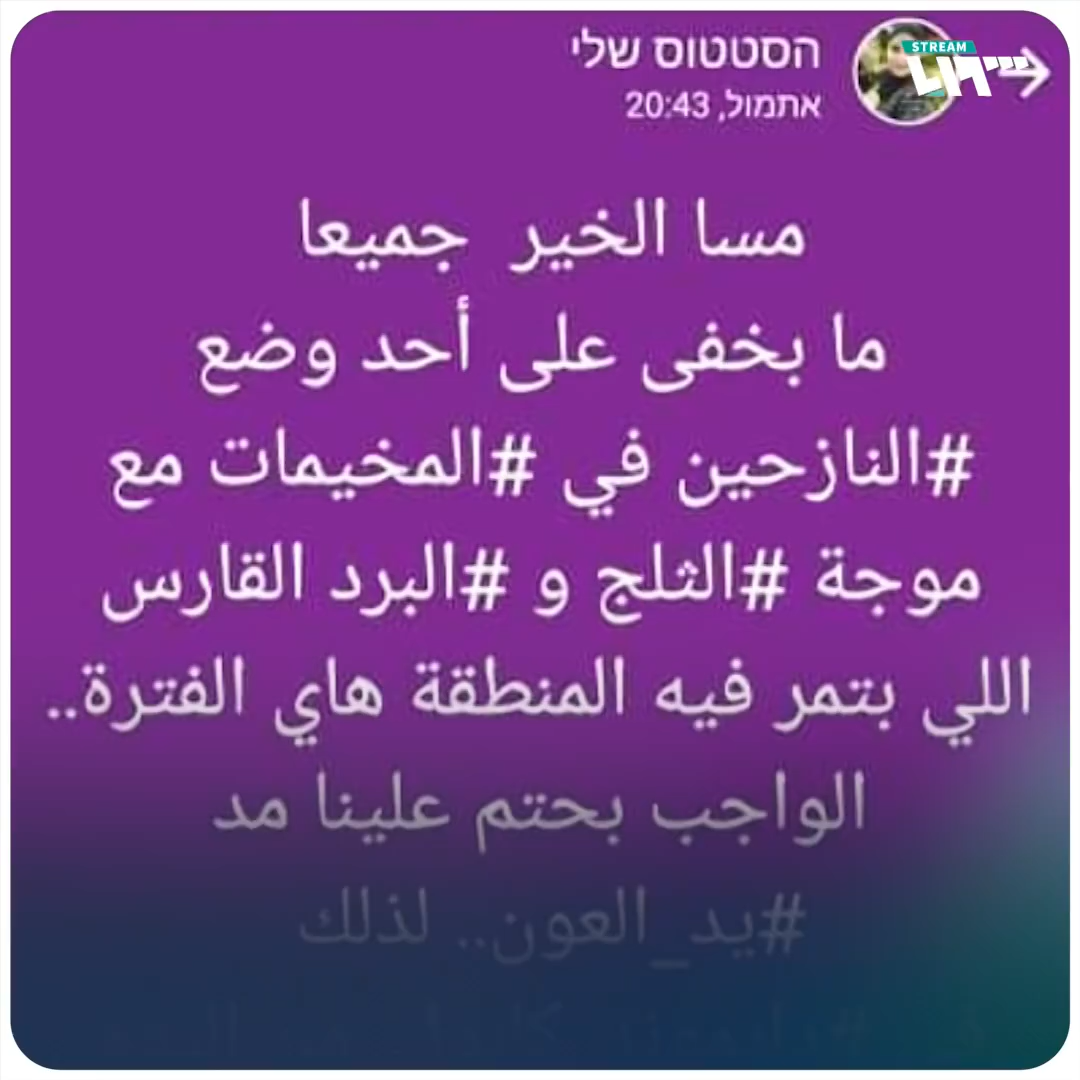 הסטטוס שלי
אתמול, 20:43
STREAM
مسا الخير جميعا
ما بخفى على أحد وضع
#النازحين في #المخيمات مع
موجة #الثلج و #البرد القارس
اللي بتمر فيه المنطقة هاي الفترة..
الواجب بحتم علينا مد
#يد_العون.. لذلك